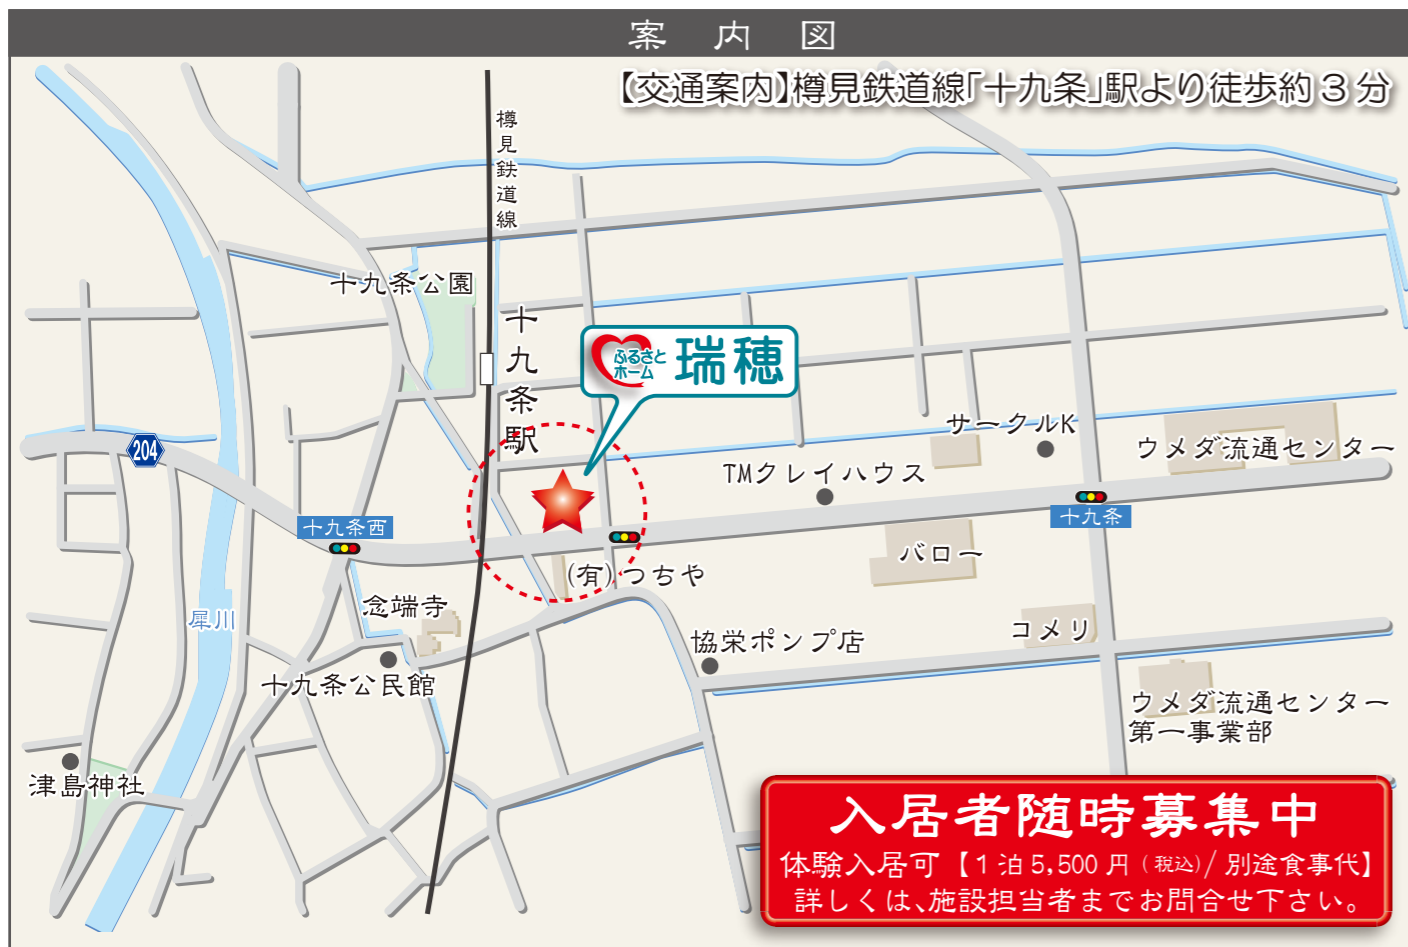 案内図
【交通案内】樽見鉄道線「十九条」駅より徒歩約3分
樽見鉄道線
十九条公園
十九条駅
ふるさと
ホーム
瑞穂
サークルK
ウメダ流通センター
204
TMクレイハウス
十九条西
十九条
バロー
(有)つちや
念端寺
犀川
コメリ
協栄ポンプ店
十九条公民館
ウメダ流通センター
第一事業部
津島神社
入居者随時募集中
体験入居可【1泊5,500円(税込)/別途食事代】
詳しくは、施設担当者までお問合せ下さい。